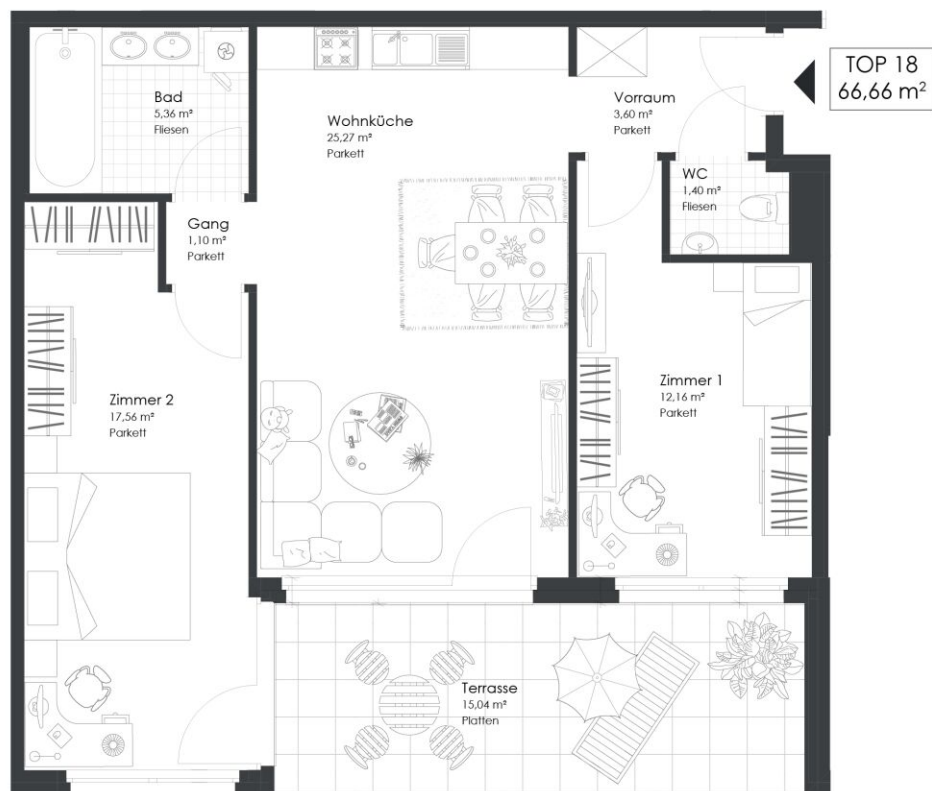 TOP 18
66,66 m²
Bad
5,36 m²
Fliesen
Wohnküche
25,27 m²
Parkett
Vorraum
3,60 m²
Parkett
WC
1,40 m²
Fliesen
Gang
1,10 m²
Parkett
Zimmer 2
17,56 m²
Parkett
Zimmer 1
12,16 m²
Parkett
Terrasse
15,04 m²
Platten